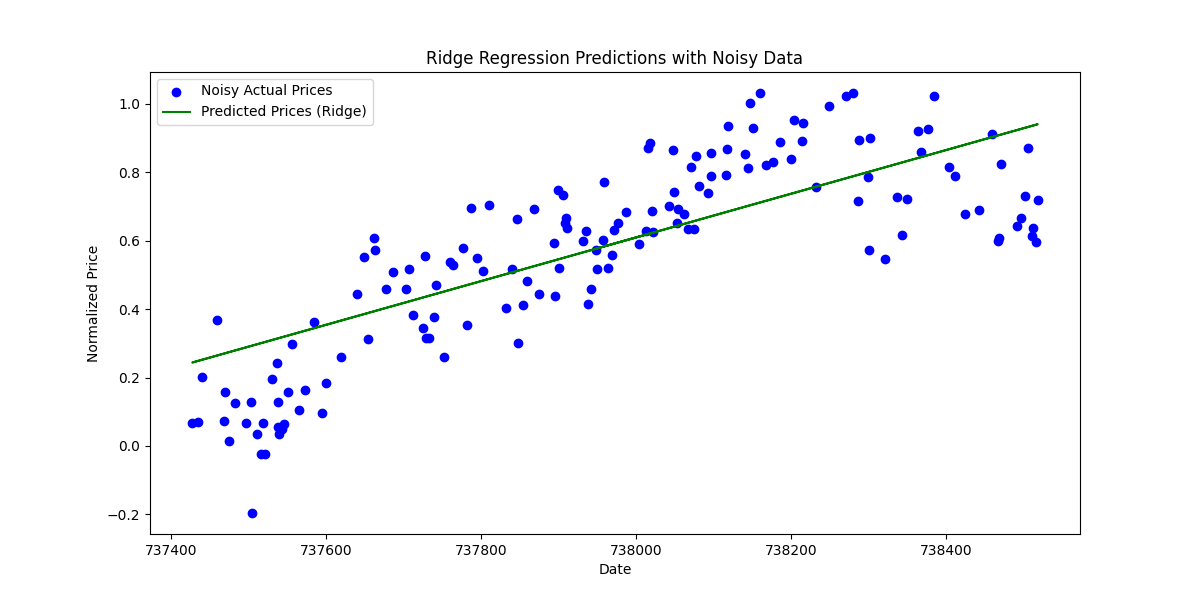 Ridge Regression Predictions with Noisy Data
Noisy Actual Prices
Predicted Prices (Ridge)
Normalized Price
1.0
0.8
0.6
0.4
0.2
0.0
−0.2
737400 737600 737800 738000 738200 738400
Date